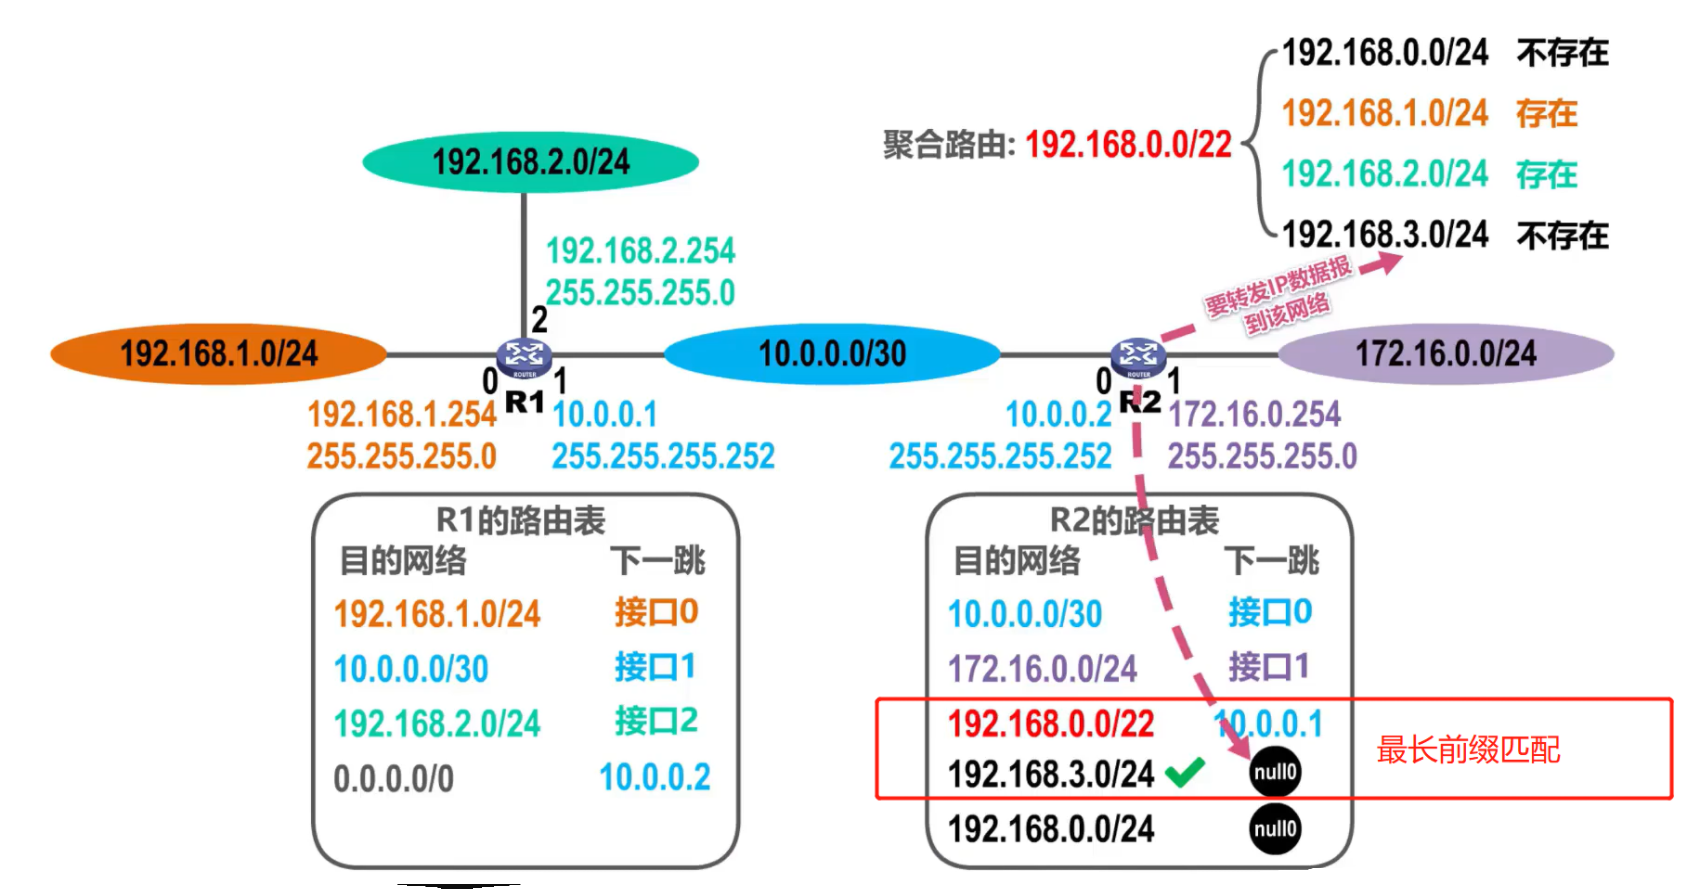 192.168.0.0/24 不存在
192.168.1.0/24 存在
聚合路由: 192.168.0.0/22
192.168.2.0/24 存在
192.168.3.0/24 不存在
要转发IP数据报
到该网络
192.168.2.0/24
192.168.2.254
255.255.255.0
2
192.168.1.0/24
10.0.0.0/30
172.16.0.0/24
ROUTER
ROUTER
0
1
R1
0
1
R2
192.168.1.254
255.255.255.0
10.0.0.1
255.255.255.252
10.0.0.2
255.255.255.252
172.16.0.254
255.255.255.0
R1的路由表
目的网络 下一跳
192.168.1.0/24 接口0
10.0.0.0/30 接口1
192.168.2.0/24 接口2
0.0.0.0/0 10.0.0.2
R2的路由表
目的网络 下一跳
10.0.0.0/30 接口0
172.16.0.0/24 接口1
192.168.0.0/22 10.0.0.1
192.168.3.0/24 null0
192.168.0.0/24 null0
最长前缀匹配